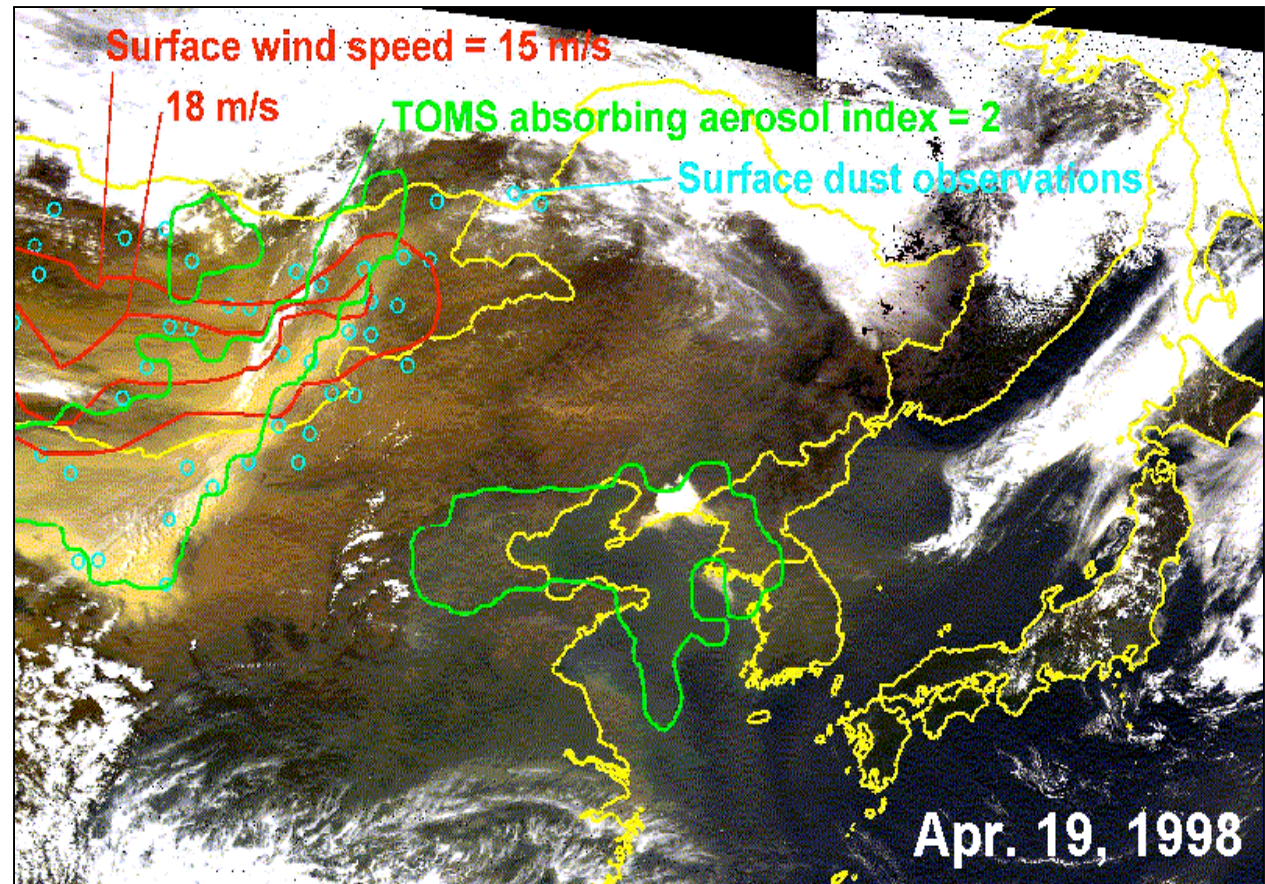 Surface wind speed = 15 m/s
18 m/s
TOMS absorbing aerosol index = 2
Surface dust observations
Apr. 19, 1998